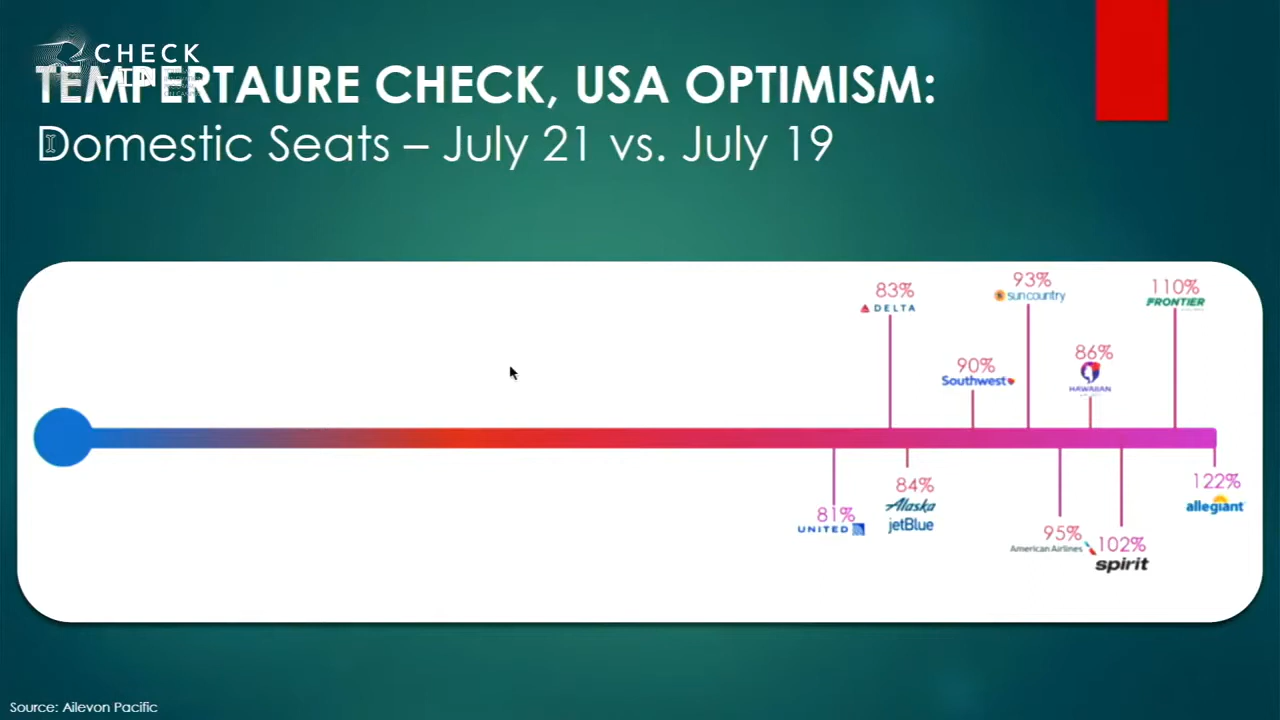 CHECK
-IN
TEMPERTAURE CHECK, USA OPTIMISM:
Domestic Seats – July 21 vs. July 19
83%
DELTA
90%
Southwest
93%
sun country
86%
HAWAIIAN
110%
FRONTIER
81%
UNITED
84%
Alaska
jetBlue
95%
American Airlines
102%
spirit
122%
allegiant
Source: Ailevon Pacific